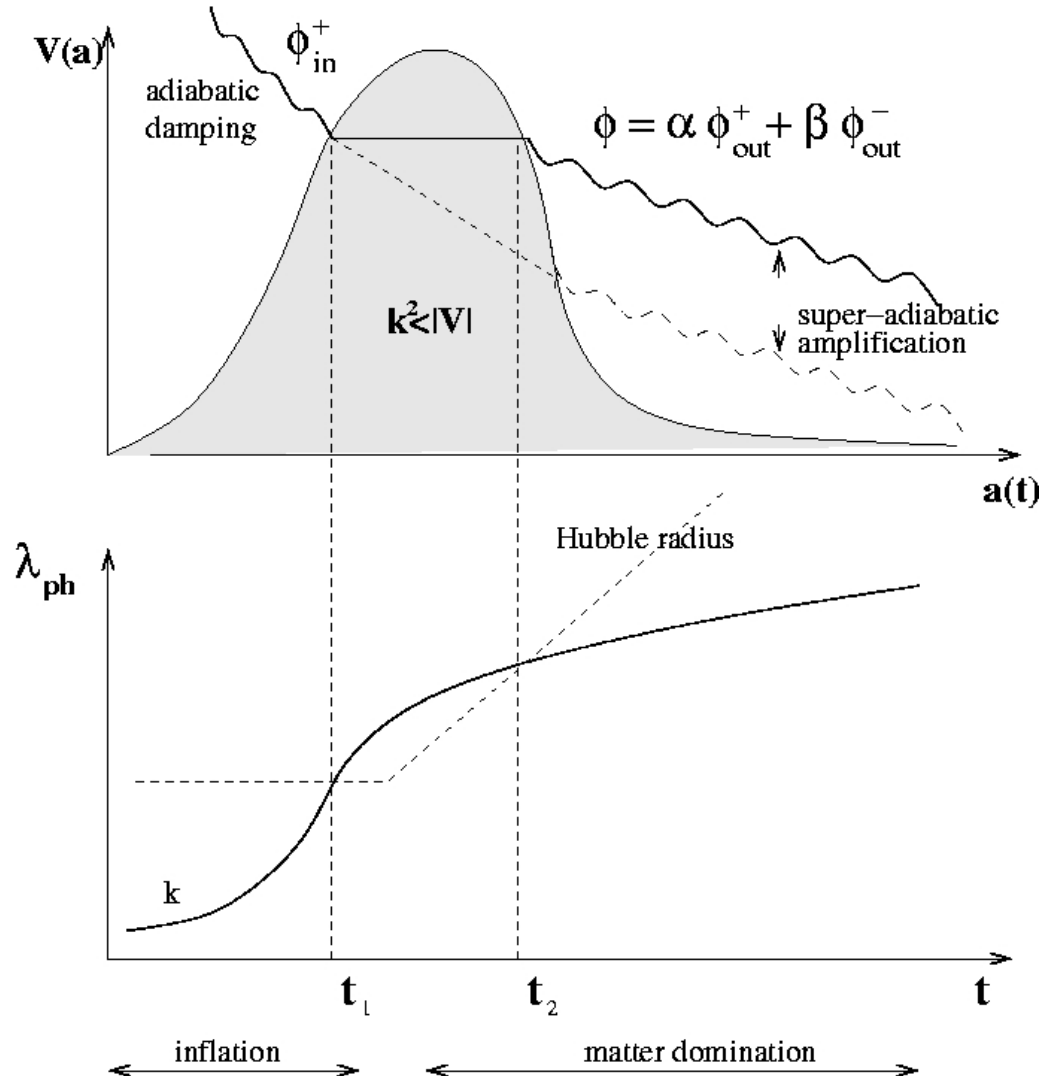 V(a)
ϕ⁺in
adiabatic
damping
ϕ = α ϕ⁺out + β ϕ⁻out
k²<|V|
super–adiabatic
amplification
a(t)
λph
Hubble radius
k
t₁
t₂
t
inflation
matter domination